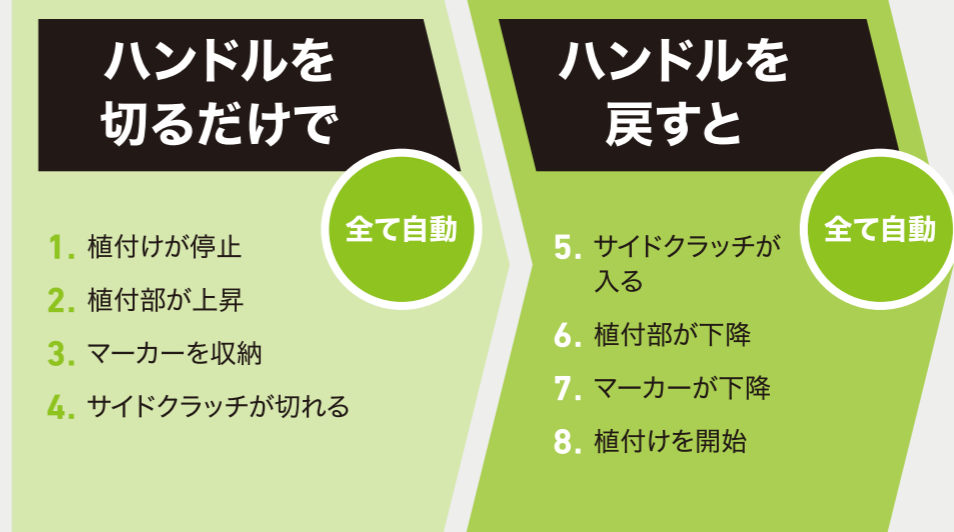 ハンドルを
切るだけで
全て自動
1. 植付けが停止
2. 植付部が上昇
3. マーカーを収納
4. サイドクラッチが切れる
ハンドルを
戻すと
全て自動
5. サイドクラッチが
入る
6. 植付部が下降
7. マーカーが下降
8. 植付けを開始